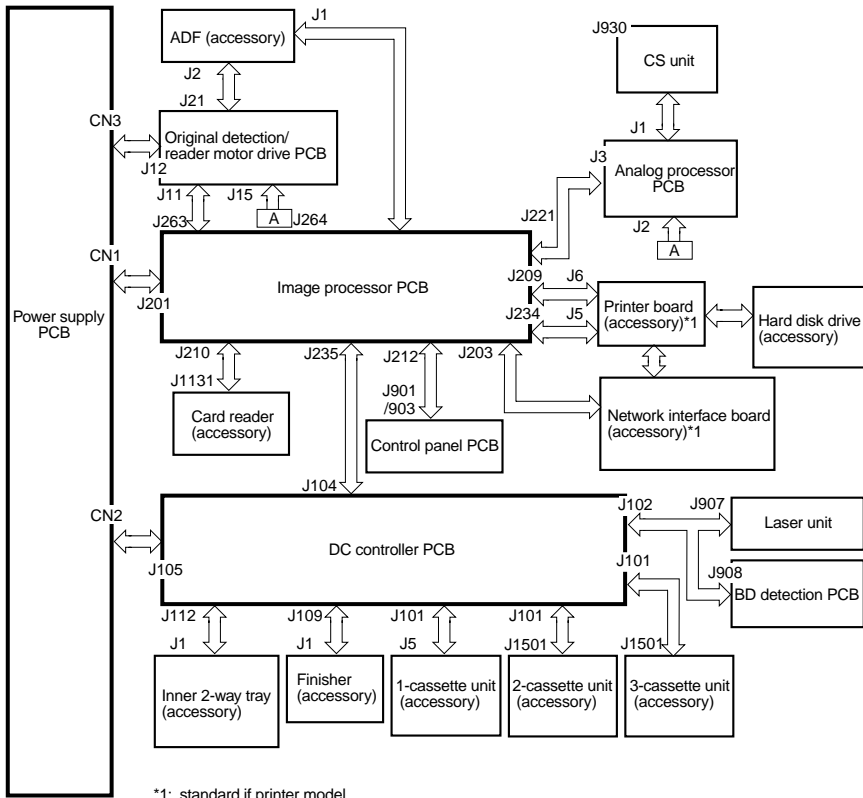 J1
J930
ADF (accessory)
CS unit
J2
J21
CN3
J1
Original detection/
reader motor drive PCB
J12
J3
Analog processor
PCB
J11
J15
A
J263
J264
J221
J2
A
CN1
J201
Image processor PCB
J209
J6
J234
J5
Printer board
(accessory)*1
Hard disk drive
(accessory)
Power supply
PCB
J210
J235
J212
J203
J1131
J901
/903
Card reader
(accessory)
Control panel PCB
Network interface board
(accessory)*1
J104
CN2
J102
J907
Laser unit
DC controller PCB
J105
J101
J908
BD detection PCB
J112
J109
J101
J101
J1
J1
J5
J1501
J1501
Inner 2-way tray
(accessory)
Finisher
(accessory)
1-cassette unit
(accessory)
2-cassette unit
(accessory)
3-cassette unit
(accessory)
*1: standard if printer model